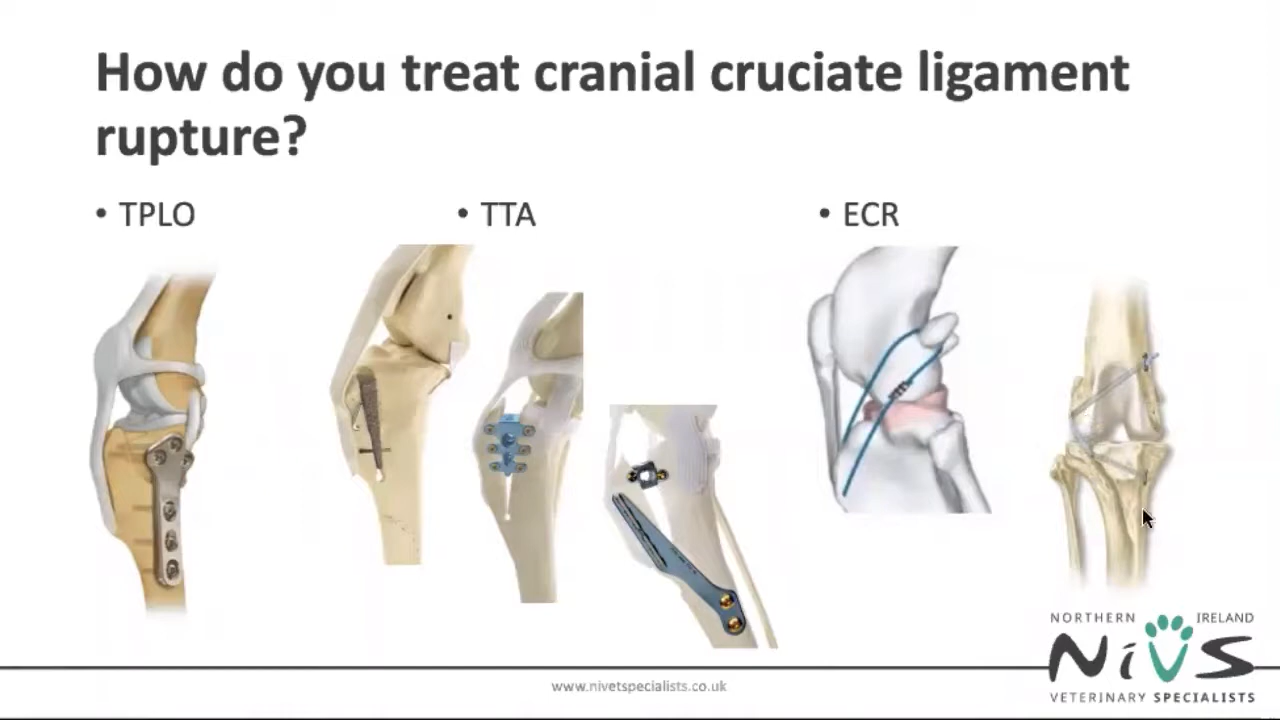 How do you treat cranial cruciate ligament
rupture?
• TPLO
• TTA
• ECR
NORTHERN IRELAND
NiVS
VETERINARY SPECIALISTS
www.nivetspecialists.co.uk